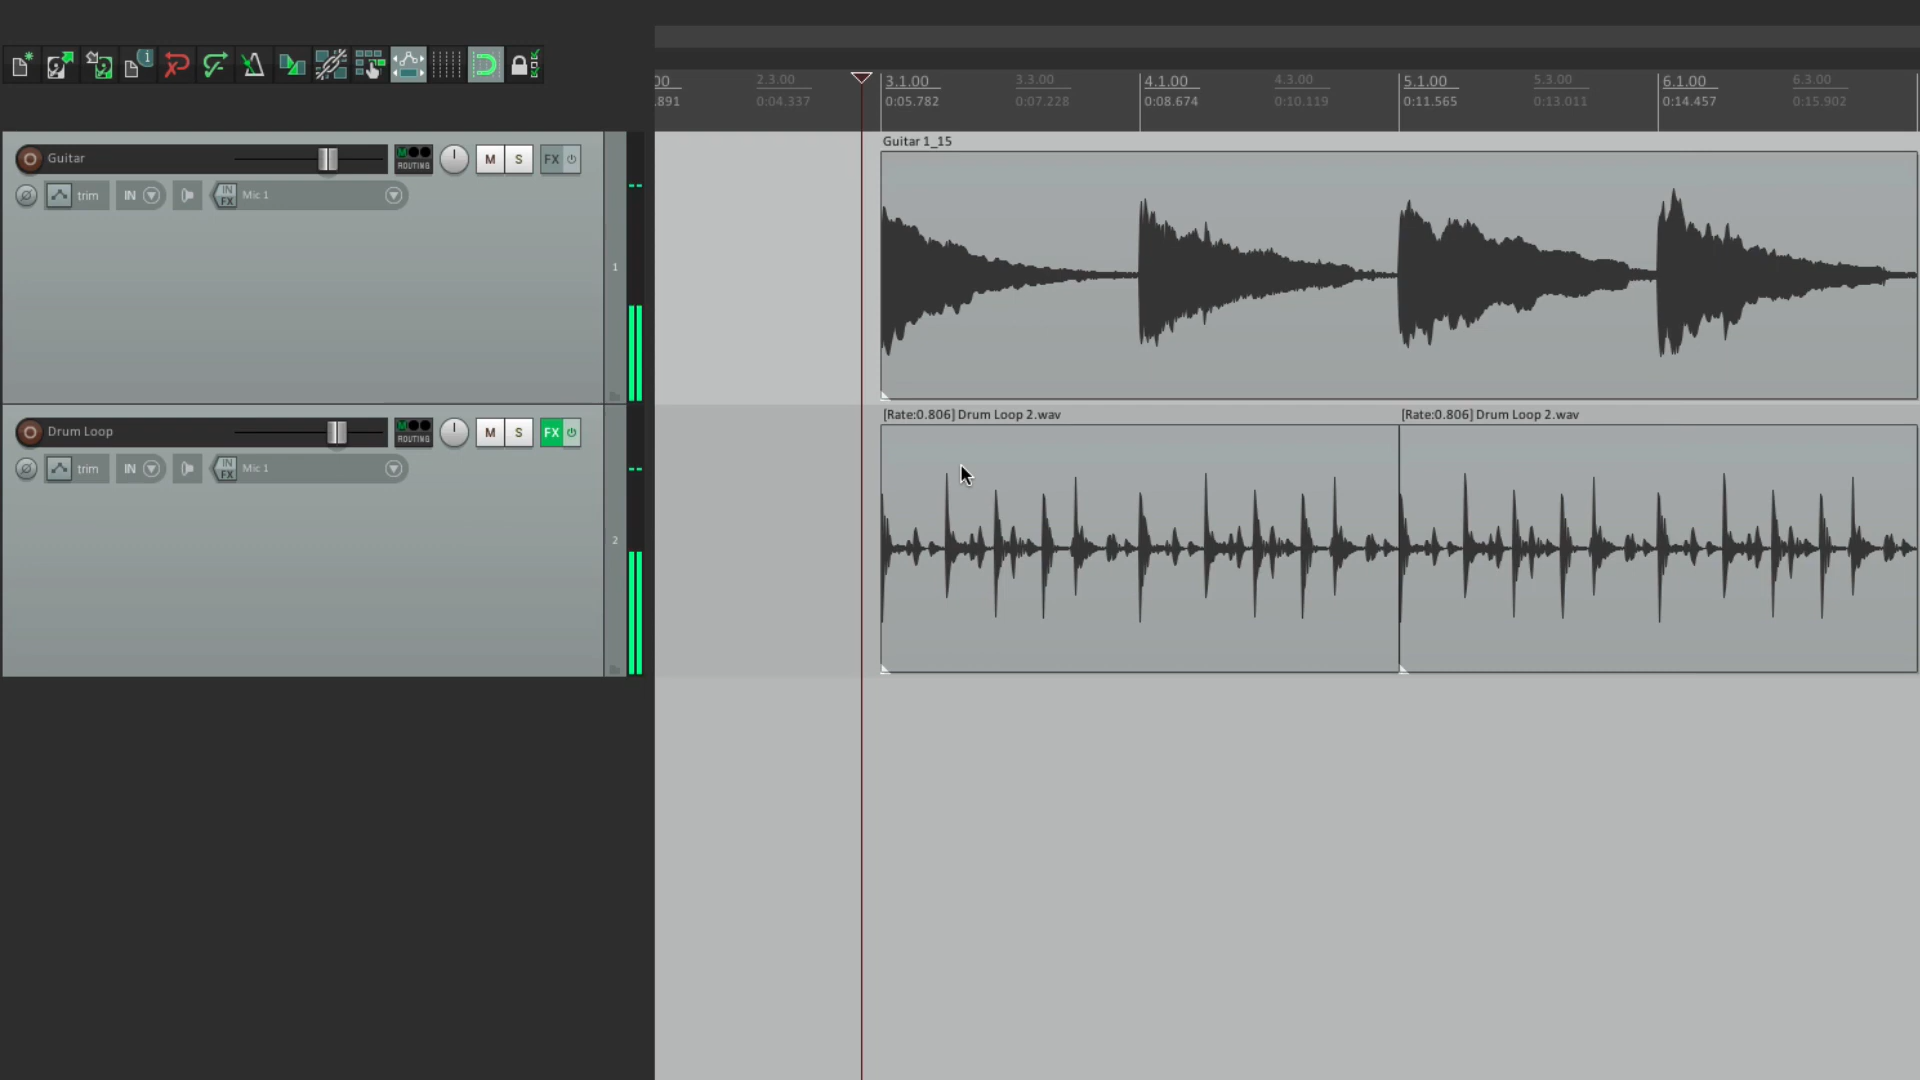 00 2.3.00 3.1.00 3.3.00 4.1.00 4.3.00 5.1.00 5.3.00 6.1.00 6.3.00
.891 0:04.337 0:05.782 0:07.228 0:08.674 0:10.119 0:11.565 0:13.011 0:14.457 0:15.902
Guitar 1_15
Guitar M ROUTING M S FX
trim IN IN FX Mic 1
1
[Rate:0.806] Drum Loop 2.wav [Rate:0.806] Drum Loop 2.wav
Drum Loop M ROUTING M S FX
trim IN IN FX Mic 1
2